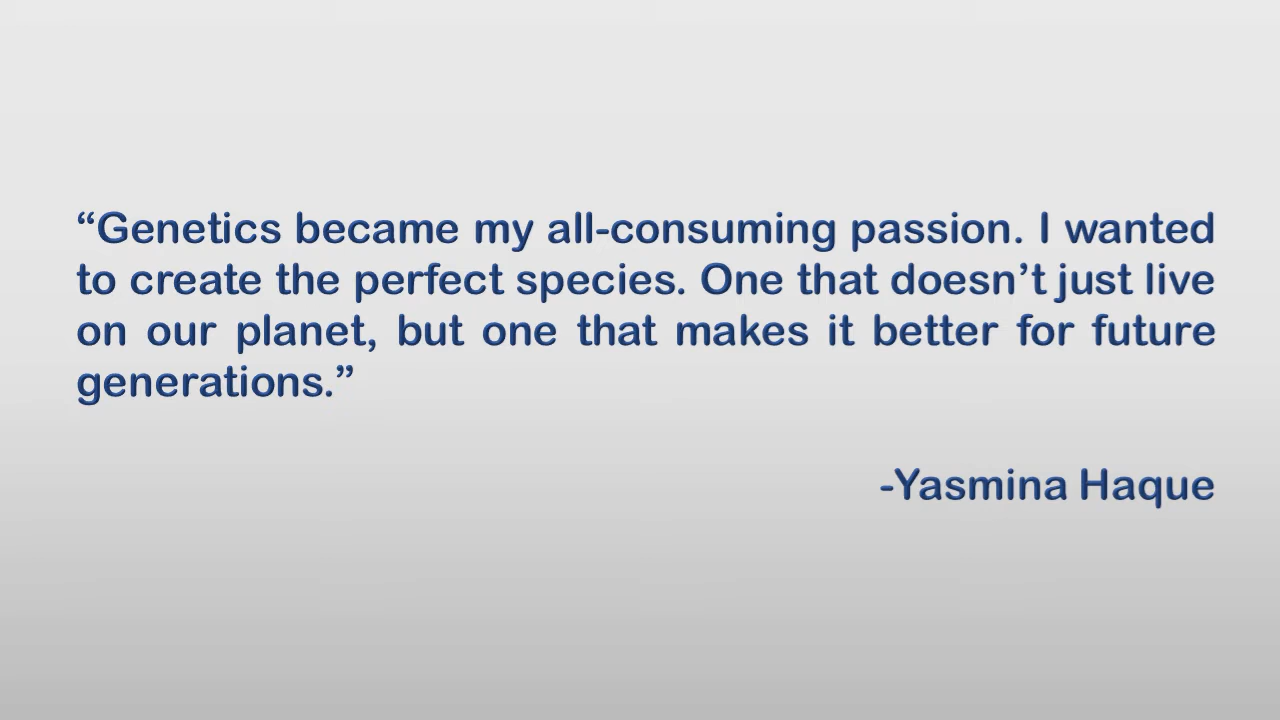 “Genetics became my all-consuming passion. I wanted
to create the perfect species. One that doesn’t just live
on our planet, but one that makes it better for future
generations.”
-Yasmina Haque